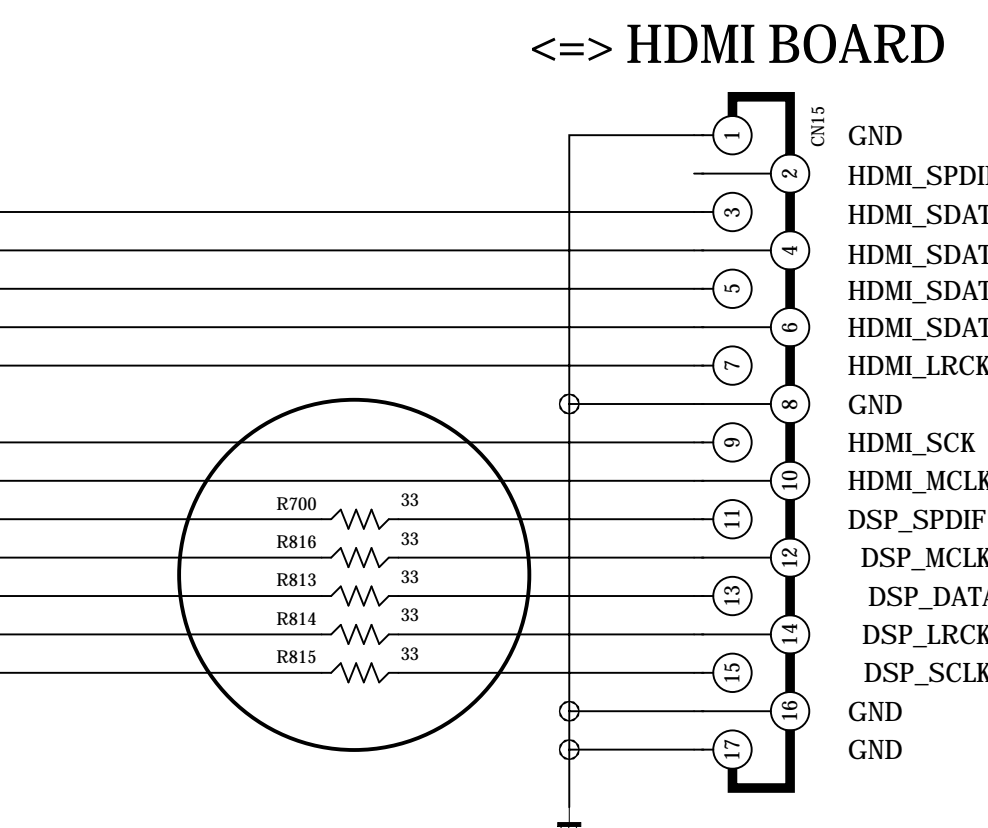 <=> HDMI BOARD
CN15
1 GND
2 HDMI_SPDIF
3 HDMI_SDAT
4 HDMI_SDAT
5 HDMI_SDAT
6 HDMI_SDAT
7 HDMI_LRCK
8 GND
9 HDMI_SCK
10 HDMI_MCLK
R700 33 11 DSP_SPDIF
R816 33 12 DSP_MCLK
R813 33 13 DSP_DATA
R814 33 14 DSP_LRCK
R815 33 15 DSP_SCLK
16 GND
17 GND